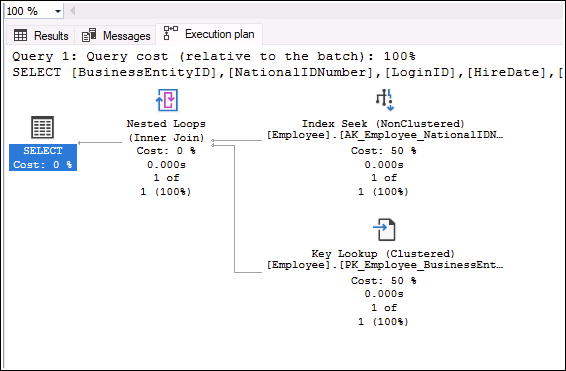 100 %
Results Messages Execution plan
Query 1: Query cost (relative to the batch): 100%
SELECT [BusinessEntityID],[NationalIDNumber],[LoginID],[HireDate],[
SELECT
Cost: 0 %
Nested Loops
(Inner Join)
Cost: 0 %
0.000s
1 of
1 (100%)
Index Seek (NonClustered)
[Employee].[AK_Employee_NationalIDN…
Cost: 50 %
0.000s
1 of
1 (100%)
Key Lookup (Clustered)
[Employee].[PK_Employee_BusinessEnt…
Cost: 50 %
0.000s
1 of
1 (100%)